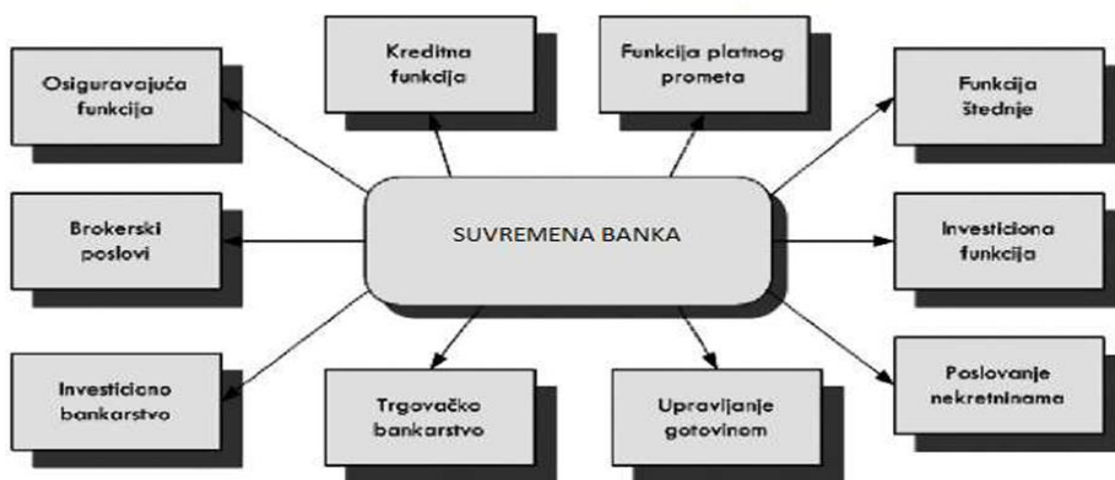 Kreditna
funkcija
Funkcija platnog
prometa
Osiguravajuća
funkcija
Funkcija
štednje
Brokerski
poslovi
SUVREMENA BANKA
Investiciona
funkcija
Investiciono
bankarstvo
Trgovačko
bankarstvo
Upravljanje
gotovinom
Poslovanje
nekretninama